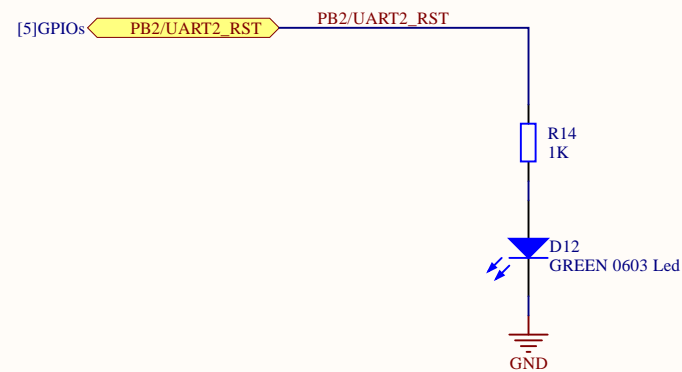 PB2/UART2_RST
[5]GPIOs PB2/UART2_RST
R14
1K
D12
GREEN 0603 Led
GND